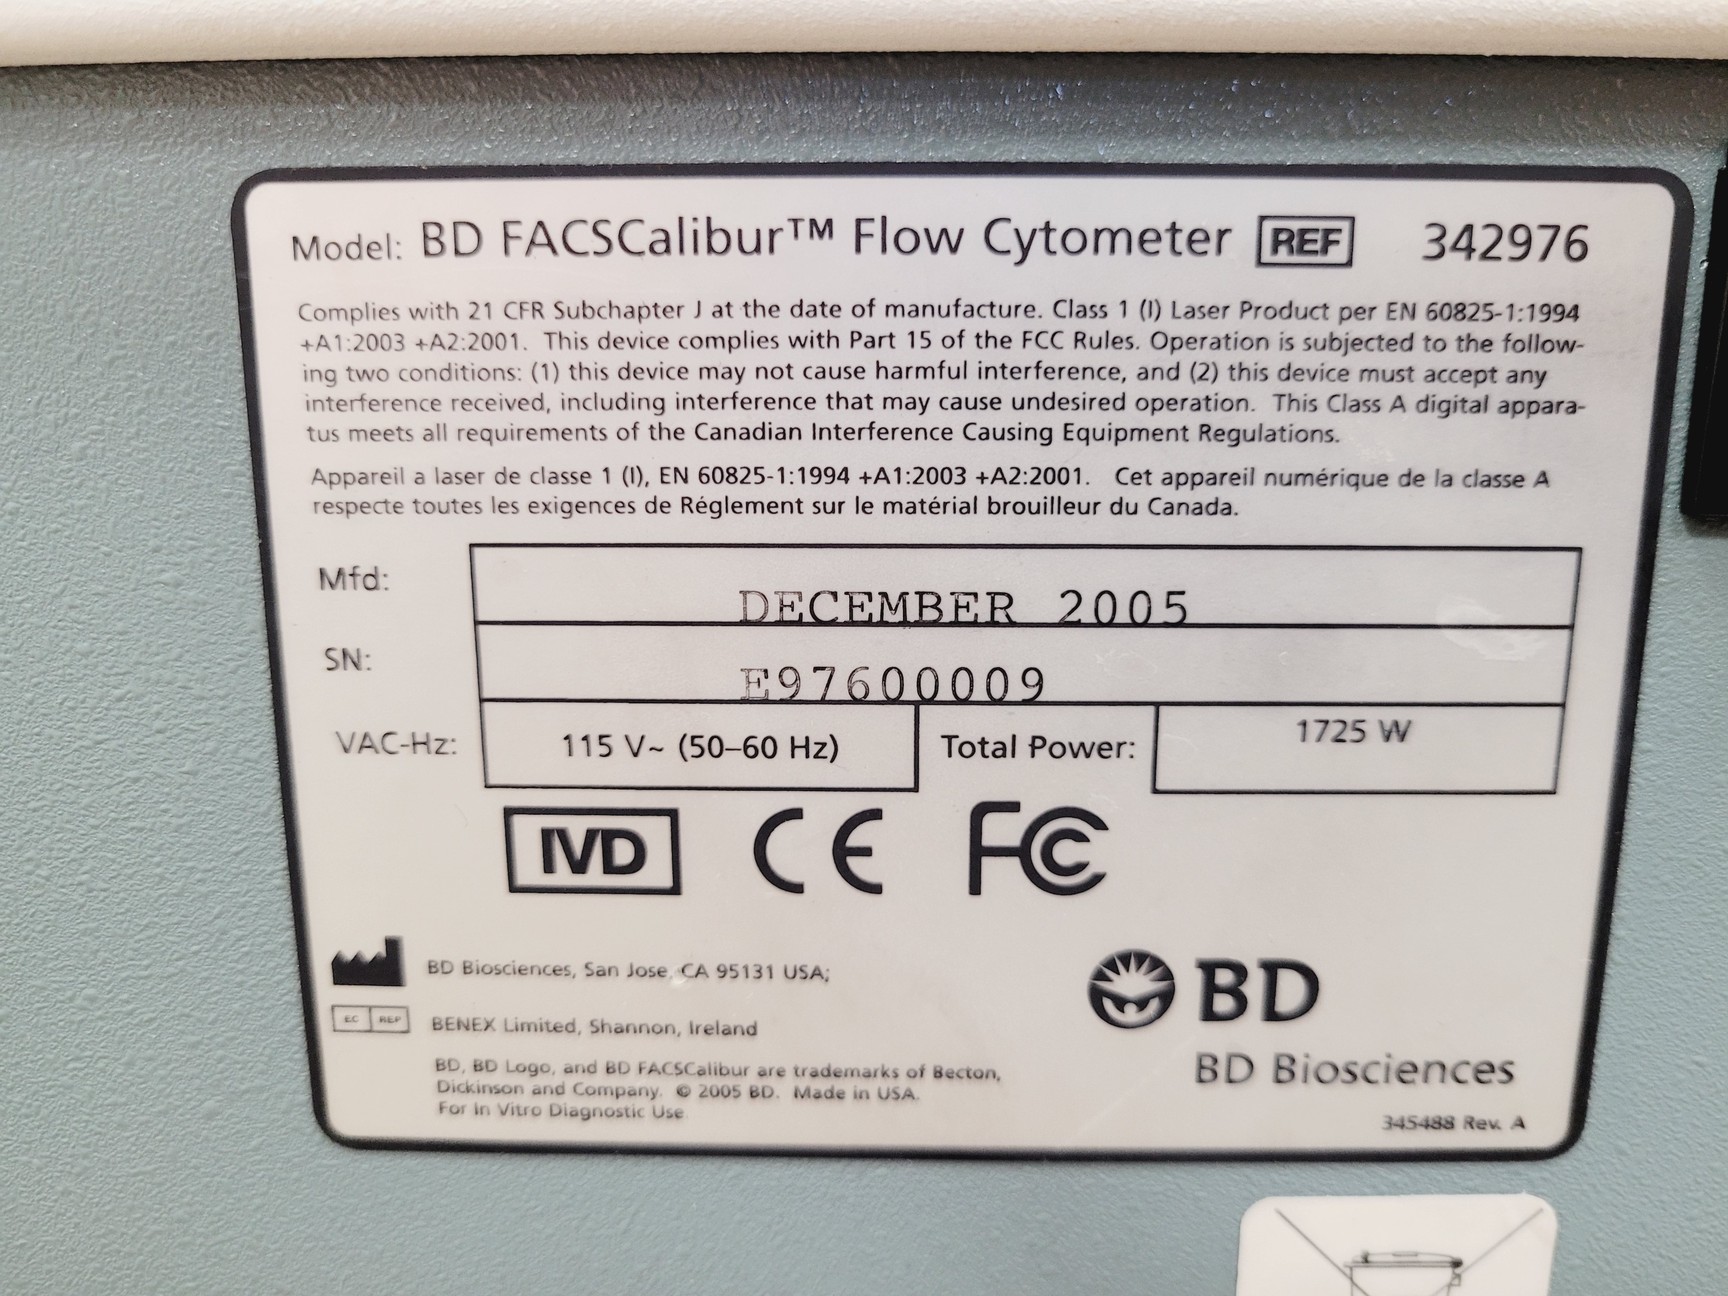 Model: BD FACSCalibur™ Flow Cytometer REF 342976
Complies with 21 CFR Subchapter J at the date of manufacture. Class 1 (I) Laser Product per EN 60825-1:1994
+A1:2003 +A2:2001. This device complies with Part 15 of the FCC Rules. Operation is subjected to the follow-
ing two conditions: (1) this device may not cause harmful interference, and (2) this device must accept any
interference received, including interference that may cause undesired operation. This Class A digital appara-
tus meets all requirements of the Canadian Interference Causing Equipment Regulations.
Appareil a laser de classe 1 (I), EN 60825-1:1994 +A1:2003 +A2:2001. Cet appareil numérique de la classe A
respecte toutes les exigences de Réglement sur le matérial brouilleur du Canada.
Mfd: DECEMBER 2005
SN: E97600009
VAC-Hz: 115 V~ (50–60 Hz) Total Power: 1725 W
IVD CE FC
BD Biosciences, San Jose, CA 95131 USA;
EC REP BENEX Limited, Shannon, Ireland
BD, BD Logo, and BD FACSCalibur are trademarks of Becton,
Dickinson and Company. © 2005 BD. Made in USA.
For In Vitro Diagnostic Use
BD
BD Biosciences
345488 Rev. A